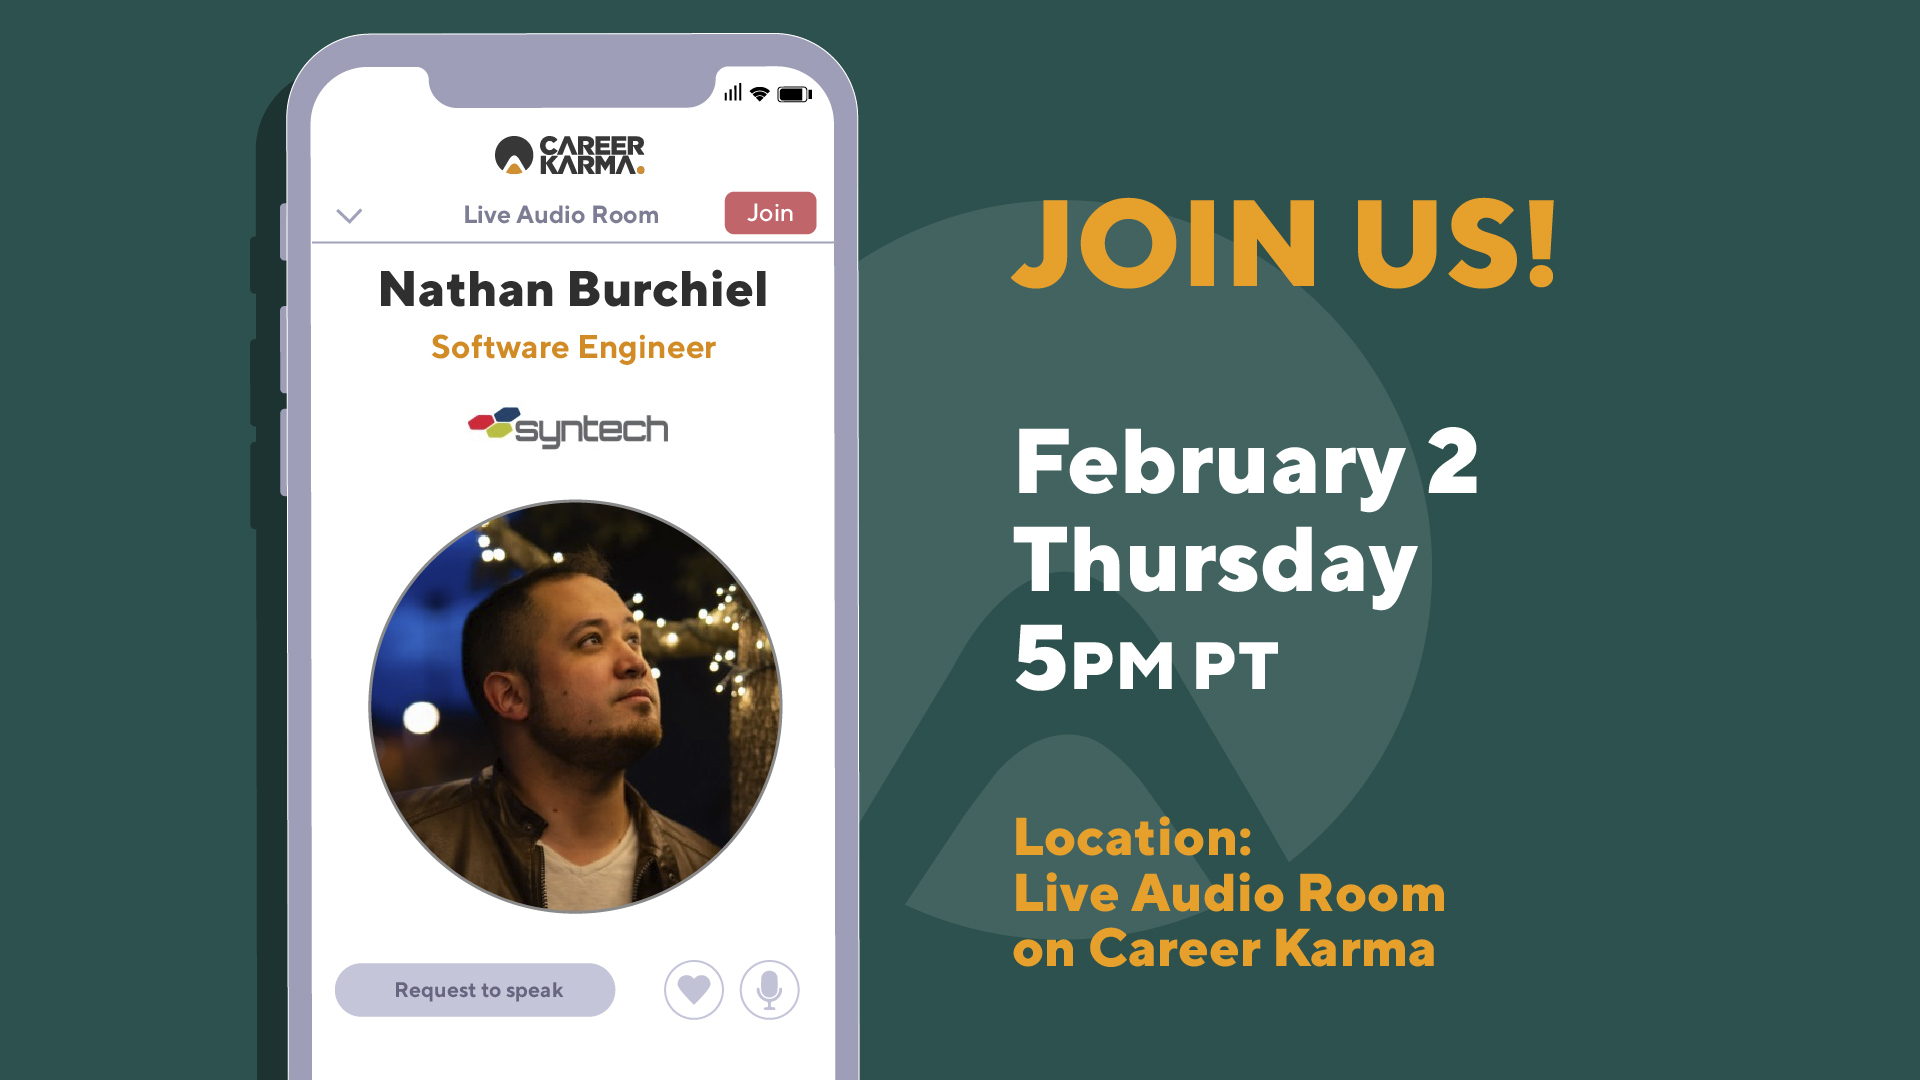 CAREER
KARMA.
Live Audio Room
Join
Nathan Burchiel
Software Engineer
syntech
Request to speak
JOIN US!
February 2
Thursday
5PM PT
Location:
Live Audio Room
on Career Karma